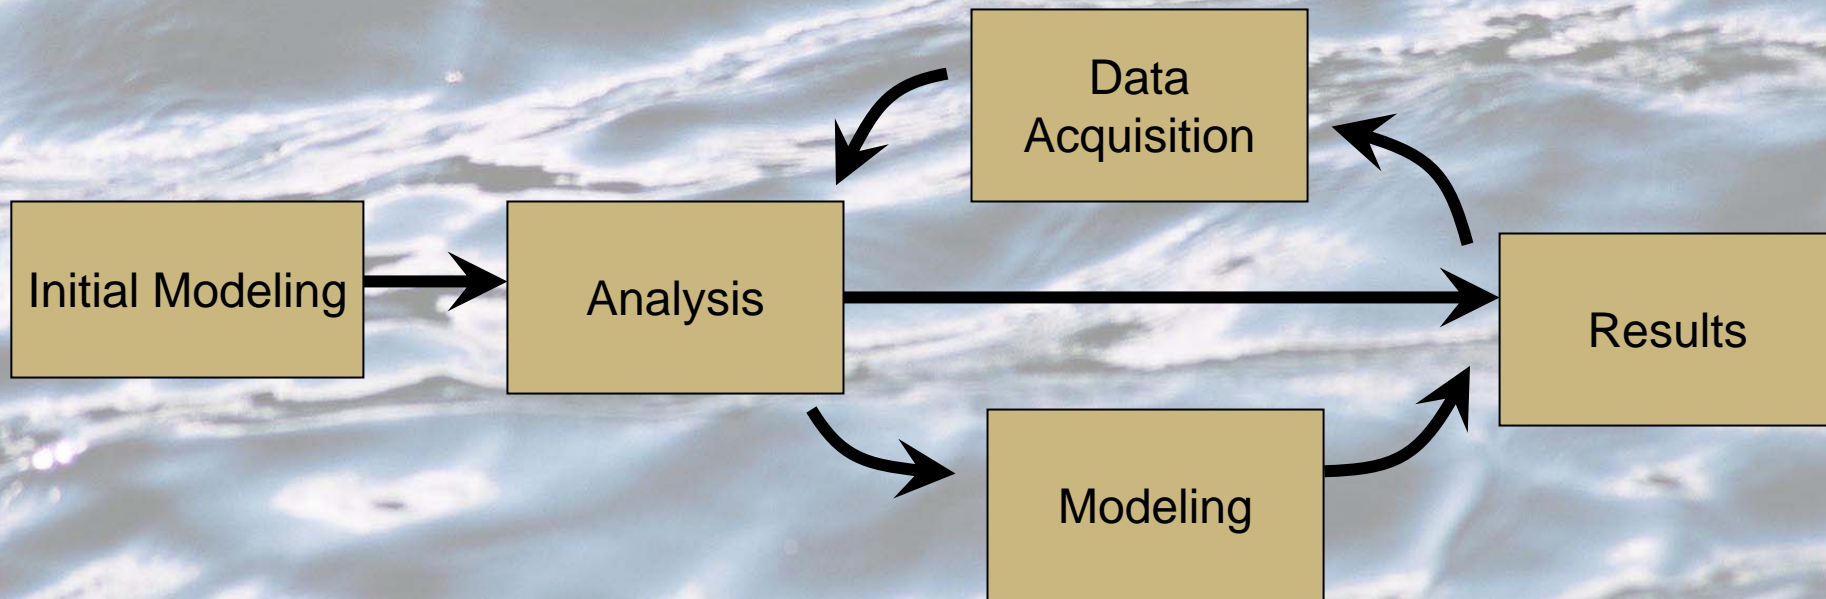 Data
Acquisition
Initial Modeling
Analysis
Results
Modeling